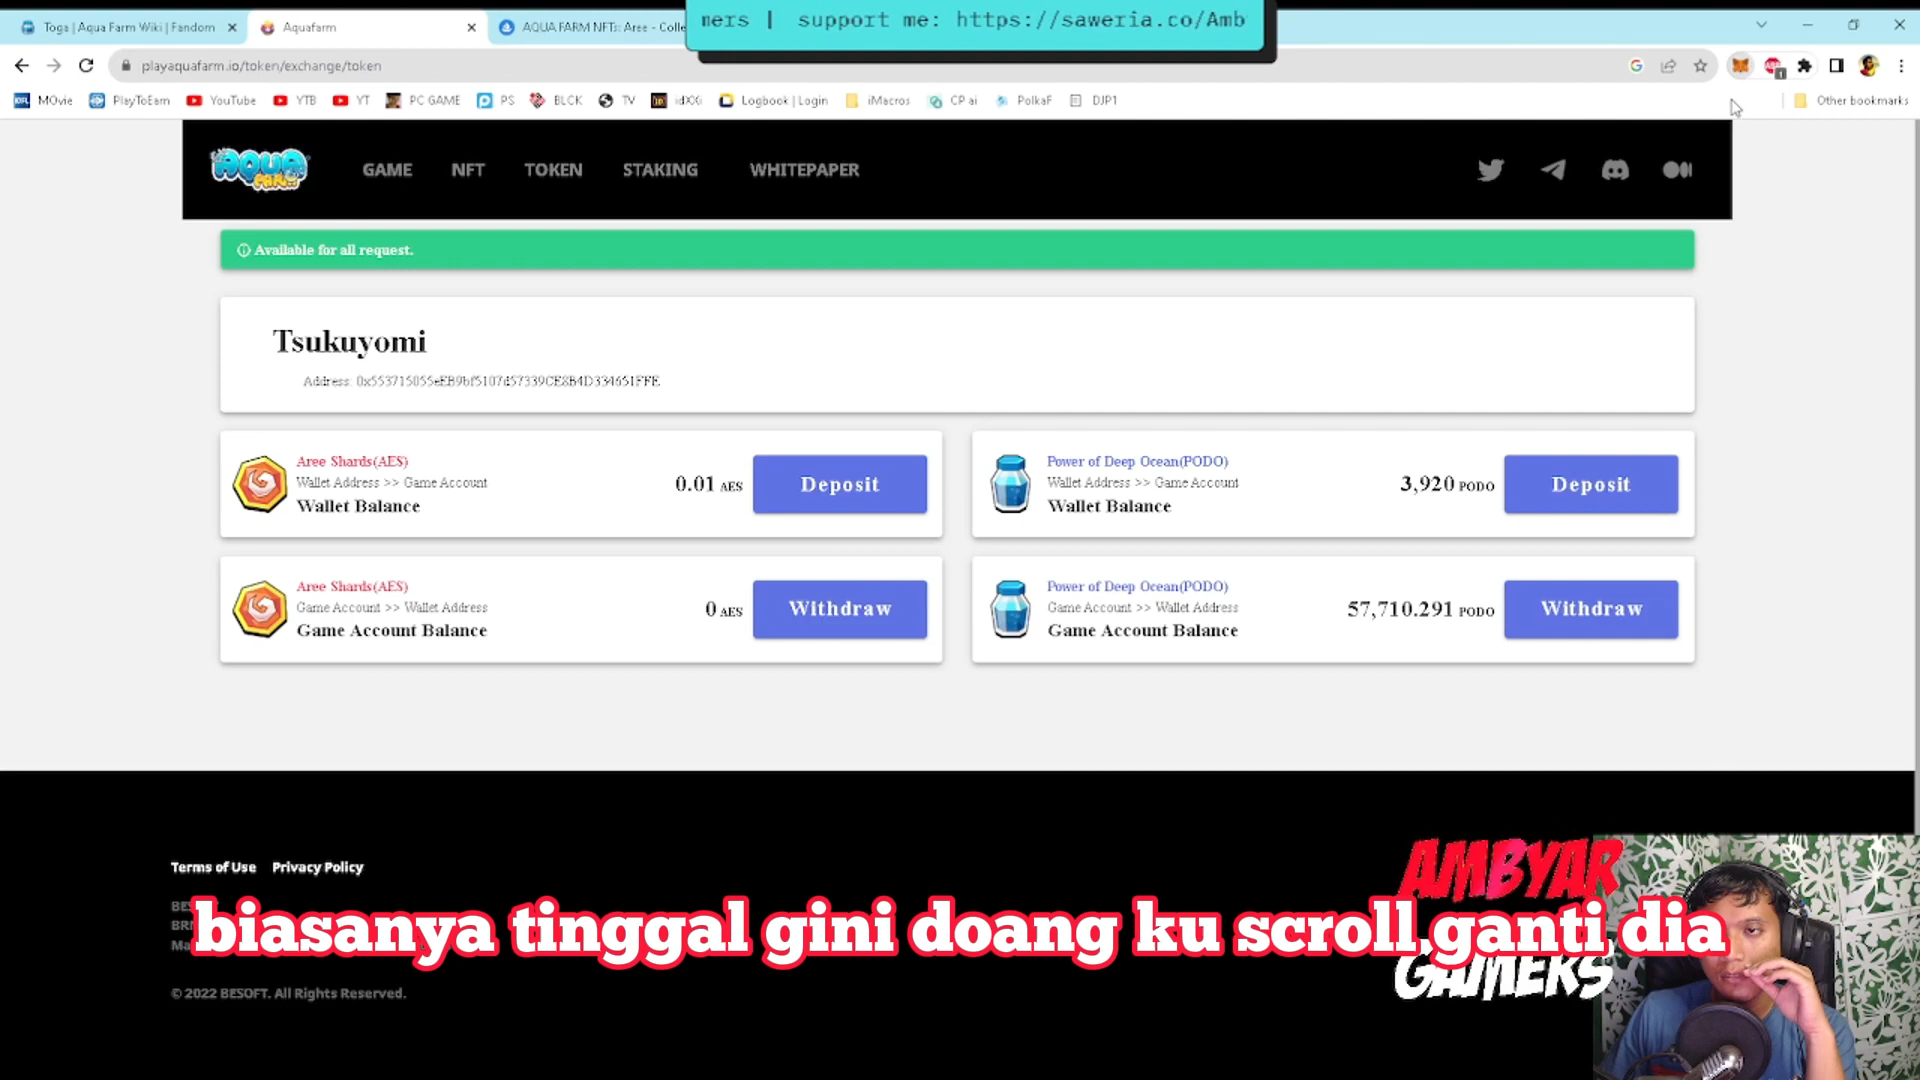 mers | support me: https://saweria.co/Amb
Toga | Aqua Farm Wiki | Fandom
Aquafarm
AQUA FARM NFTs: Aree - Colle
playaquafarm.io/token/exchange/token
MOvie
PlayToEarn
YouTube
YTB
YT
PC GAME
PS
BLCK
TV
Logbook | Login
iMacros
CP ai
PolkaF
DJP1
Other bookmarks
AQUA FARM
GAME
NFT
TOKEN
STAKING
WHITEPAPER
Available for all request.
Tsukuyomi
Address: 0x553715055eEB9bf5107d57339CE8B4D334651FFE
Aree Shards(AES)
Wallet Address >> Game Account
Wallet Balance
0.01 AES
Deposit
Power of Deep Ocean(PODO)
Wallet Address >> Game Account
Wallet Balance
3,920 PODO
Deposit
Aree Shards(AES)
Game Account >> Wallet Address
Game Account Balance
0 AES
Withdraw
Power of Deep Ocean(PODO)
Game Account >> Wallet Address
Game Account Balance
57,710.291 PODO
Withdraw
Terms of Use Privacy Policy
AMBYAR
GAMERS
biasanya tinggal gini doang ku scroll,ganti dia
© 2022 BESOFT. All Rights Reserved.